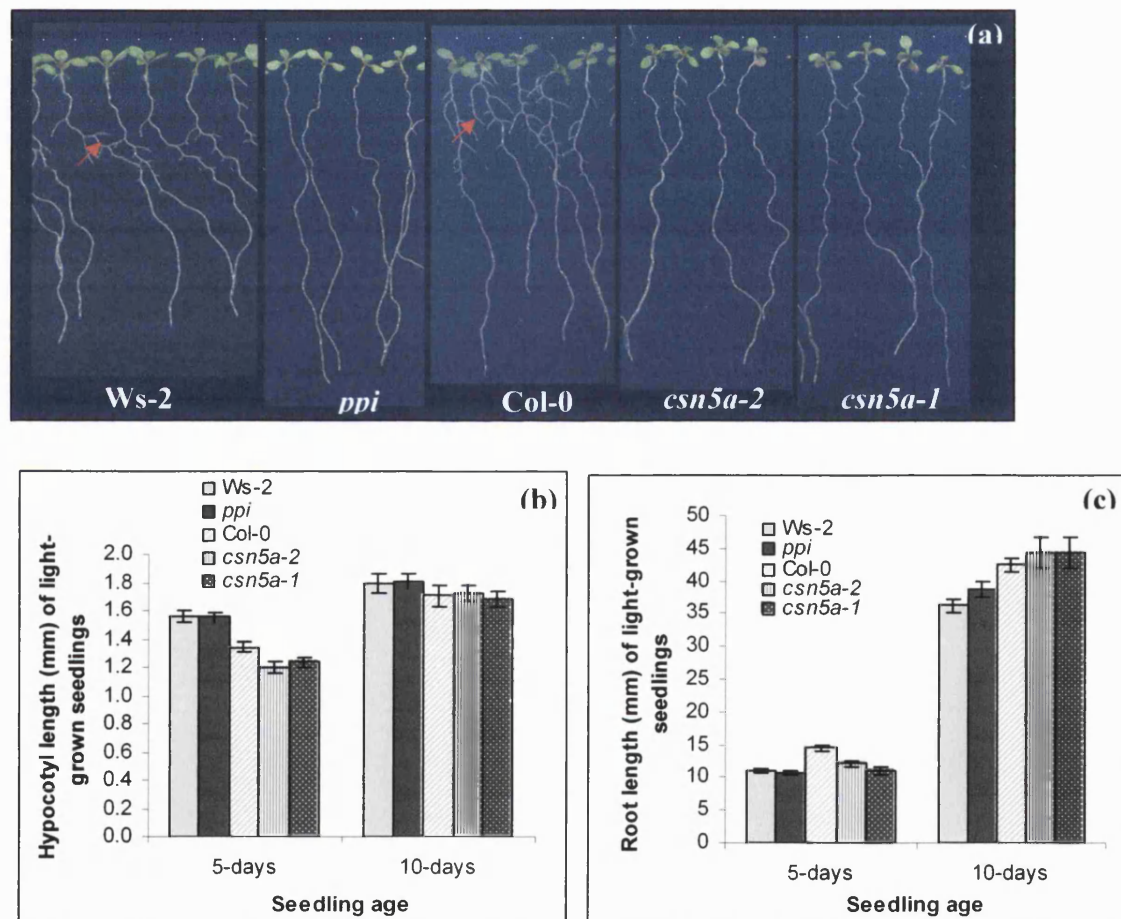 (a)
Ws-2
ppi
Col-0
csn5a-2
csn5a-1
(b)
Ws-2
ppi
Col-0
csn5a-2
csn5a-1
Hypocotyl length (mm) of light-
grown seedlings
2.0
1.8
1.6
1.4
1.2
1.0
0.8
0.6
0.4
0.2
0.0
5-days
10-days
Seedling age
(c)
Ws-2
ppi
Col-0
csn5a-2
csn5a-1
Root length (mm) of light-grown
seedlings
50
45
40
35
30
25
20
15
10
5
0
5-days
10-days
Seedling age